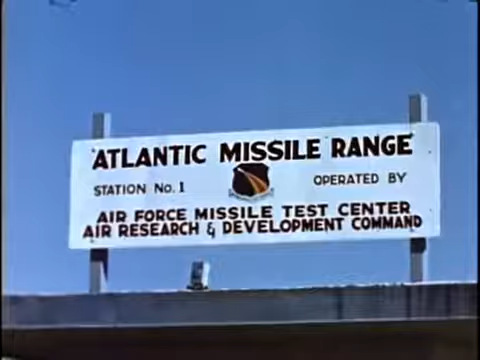 ATLANTIC MISSILE RANGE
STATION No. 1 OPERATED BY
AIR FORCE MISSILE TEST CENTER
AIR RESEARCH & DEVELOPMENT COMMAND